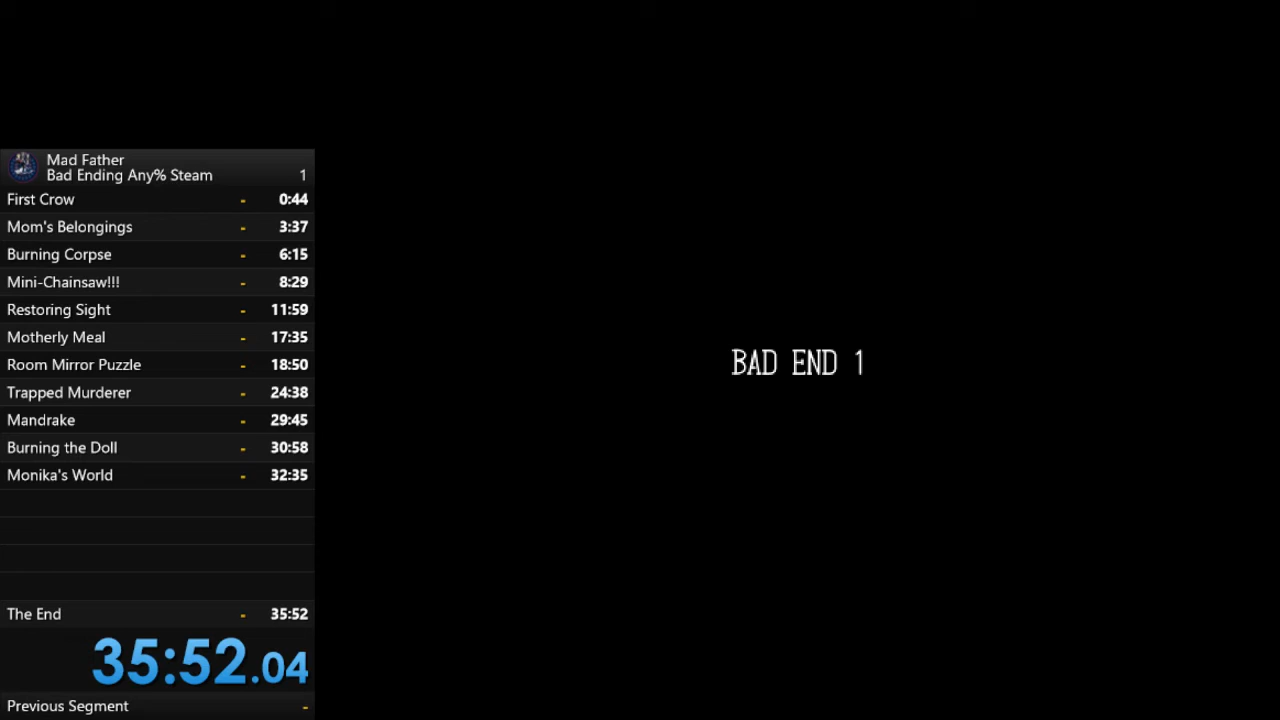 Mad Father
Bad Ending Any% Steam 1
First Crow - 0:44
Mom's Belongings - 3:37
Burning Corpse - 6:15
Mini-Chainsaw!!! - 8:29
Restoring Sight - 11:59
Motherly Meal - 17:35
Room Mirror Puzzle - 18:50
Trapped Murderer - 24:38
Mandrake - 29:45
Burning the Doll - 30:58
Monika's World - 32:35
The End - 35:52
35:52.04
Previous Segment -
BAD END 1